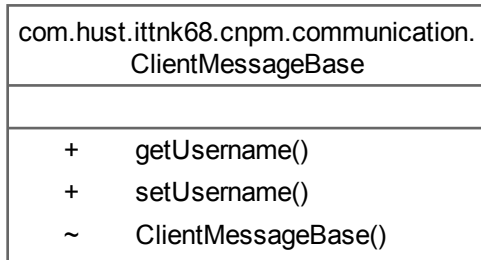 com.hust.ittnk68.cnpm.communication.
ClientMessageBase
+ getUsername()
+ setUsername()
~ ClientMessageBase()